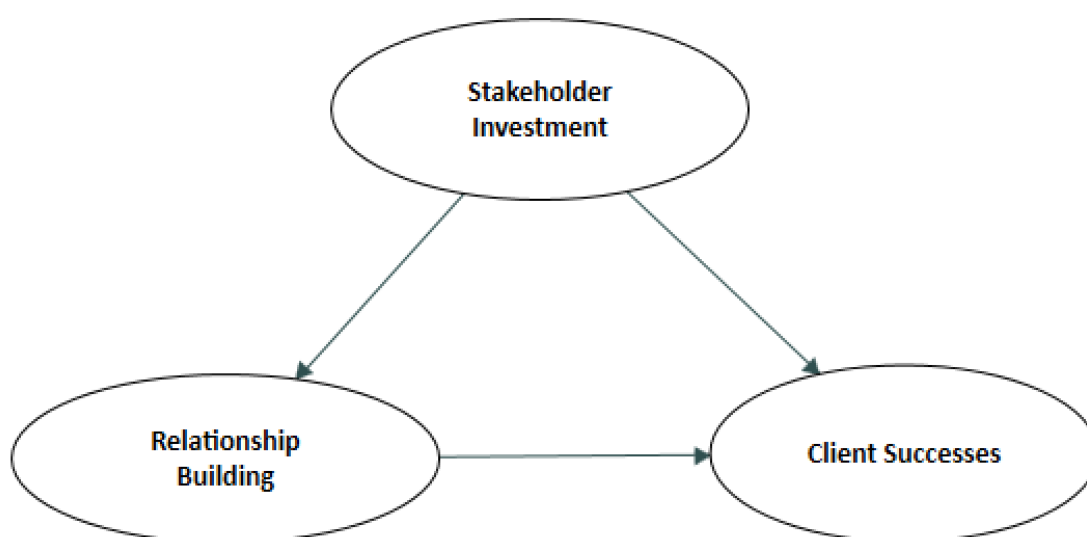 Stakeholder
Investment
Relationship
Building
Client Successes